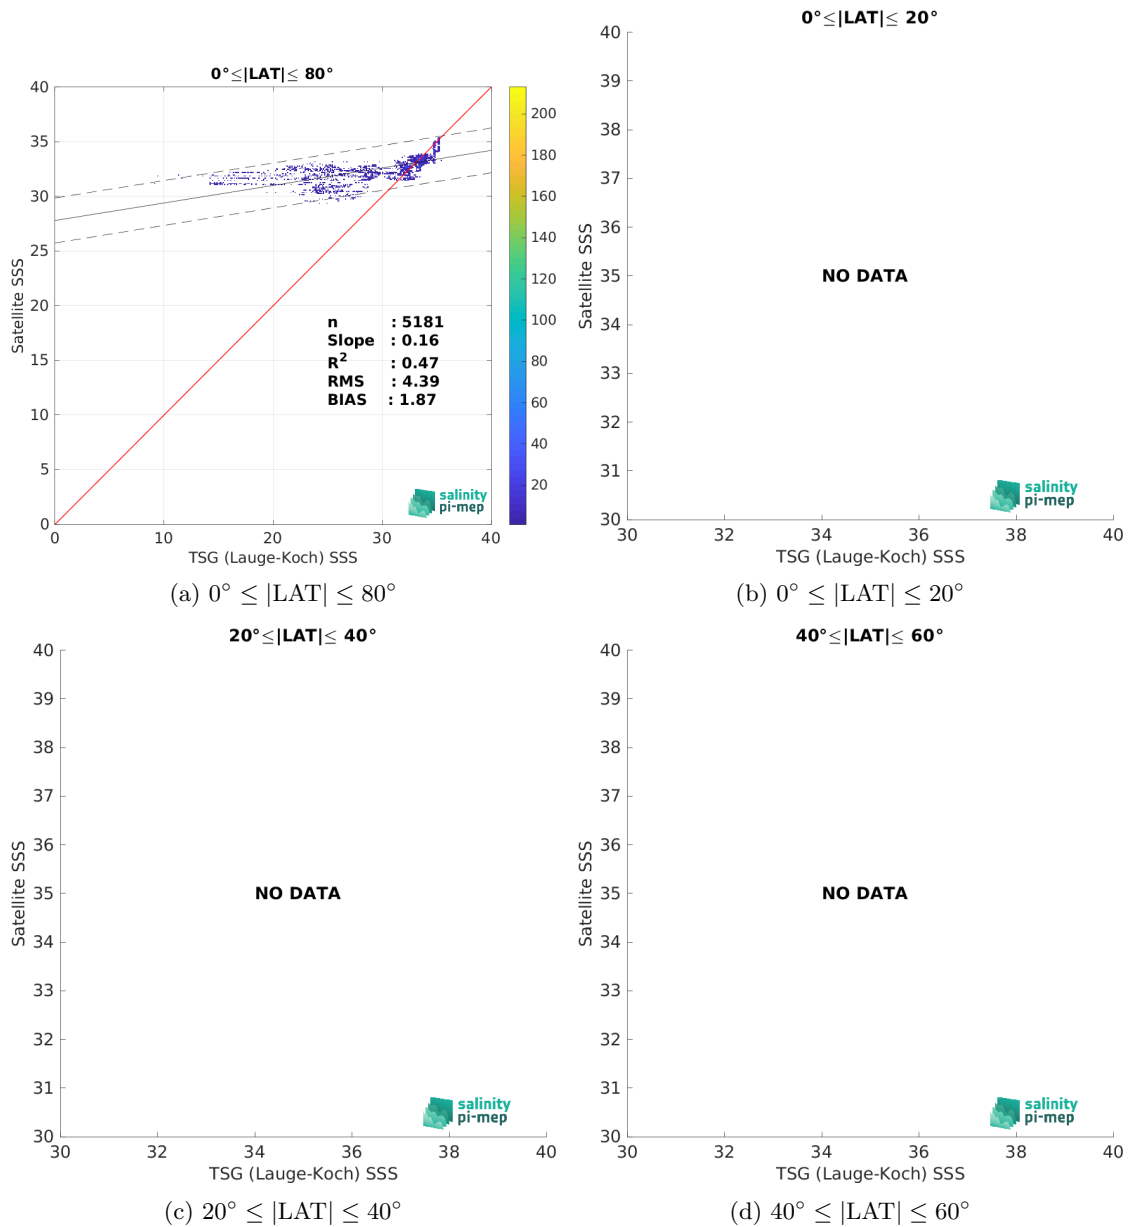 0°≤|LAT|≤ 80°
40
35
30
25
20
15
10
5
0
Satellite SSS
0
10
20
30
40
TSG (Lauge-Koch) SSS
n : 5181
Slope : 0.16
R² : 0.47
RMS : 4.39
BIAS : 1.87
salinity
pi-mep
200
180
160
140
120
100
80
60
40
20
(a) 0° ≤ |LAT| ≤ 80°
0°≤|LAT|≤ 20°
40
39
38
37
36
35
34
33
32
31
30
Satellite SSS
NO DATA
salinity
pi-mep
30
32
34
36
38
40
TSG (Lauge-Koch) SSS
(b) 0° ≤ |LAT| ≤ 20°
20°≤|LAT|≤ 40°
40
39
38
37
36
35
34
33
32
31
30
Satellite SSS
NO DATA
salinity
pi-mep
30
32
34
36
38
40
TSG (Lauge-Koch) SSS
(c) 20° ≤ |LAT| ≤ 40°
40°≤|LAT|≤ 60°
40
39
38
37
36
35
34
33
32
31
30
Satellite SSS
NO DATA
salinity
pi-mep
30
32
34
36
38
40
TSG (Lauge-Koch) SSS
(d) 40° ≤ |LAT| ≤ 60°